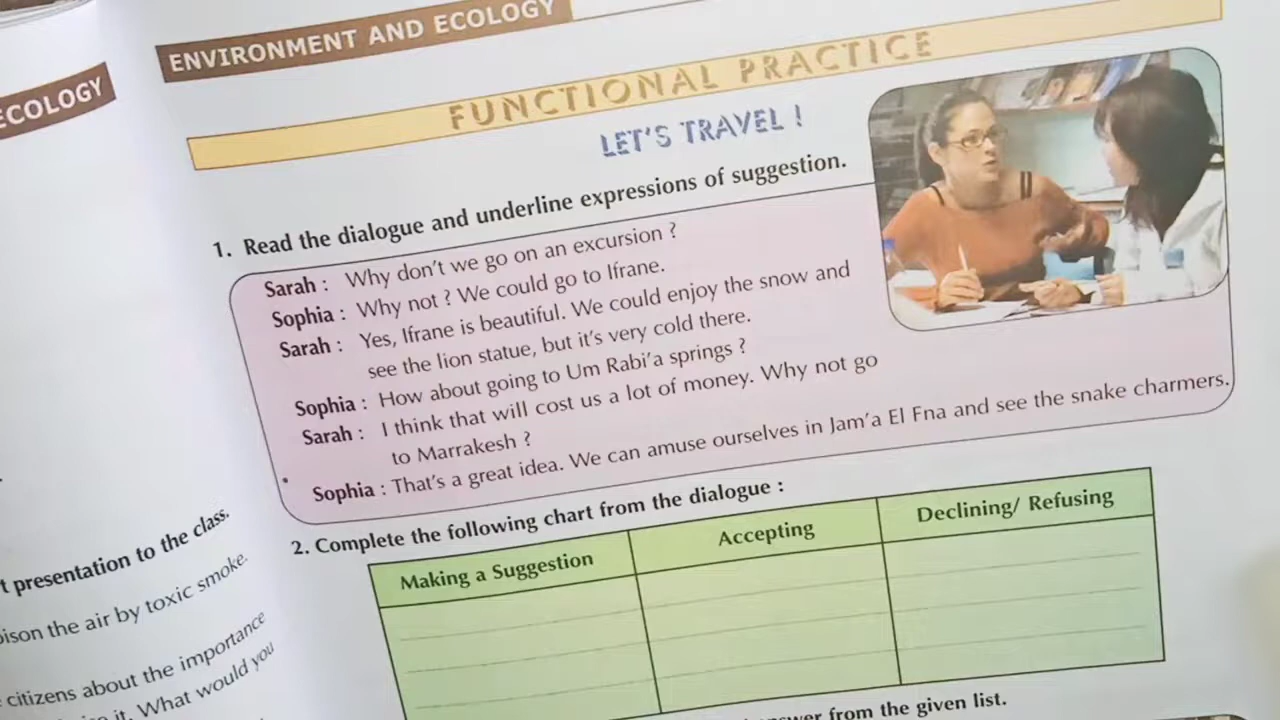 ECOLOGY
t presentation to the class.
oison the air by toxic smoke.
citizens about the importance
it. What would you
ENVIRONMENT AND ECOLOGY
FUNCTIONAL PRACTICE
LET'S TRAVEL !
1. Read the dialogue and underline expressions of suggestion.
Sarah : Why don't we go on an excursion ?
Sophia : Why not ? We could go to Ifrane.
Sarah : Yes, Ifrane is beautiful. We could enjoy the snow and
see the lion statue, but it's very cold there.
Sophia : How about going to Um Rabi'a springs ?
Sarah : I think that will cost us a lot of money. Why not go
to Marrakesh ?
Sophia : That's a great idea. We can amuse ourselves in Jam'a El Fna and see the snake charmers.
2. Complete the following chart from the dialogue :
Making a Suggestion Accepting Declining/ Refusing
answer from the given list.